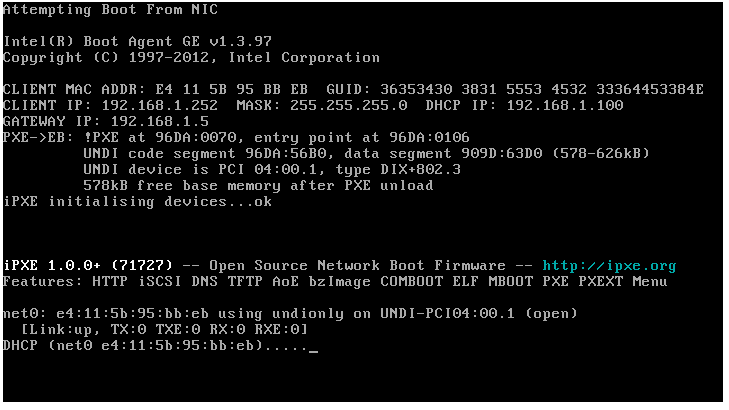 Attempting Boot From NIC
Intel(R) Boot Agent GE v1.3.97
Copyright (C) 1997-2012, Intel Corporation
CLIENT MAC ADDR: E4 11 5B 95 BB EB  GUID: 36353430 3831 5553 4532 33364453384E
CLIENT IP: 192.168.1.252  MASK: 255.255.255.0  DHCP IP: 192.168.1.100
GATEWAY IP: 192.168.1.5
PXE->EB: !PXE at 96DA:0070, entry point at 96DA:0106
UNDI code segment 96DA:56B0, data segment 909D:63D0 (578-626kB)
UNDI device is PCI 04:00.1, type DIX+802.3
578kB free base memory after PXE unload
iPXE initialising devices...ok
iPXE 1.0.0+ (71727) -- Open Source Network Boot Firmware -- http://ipxe.org
Features: HTTP iSCSI DNS TFTP AoE bzImage COMBOOT ELF MBOOT PXE PXEXT Menu
net0: e4:11:5b:95:bb:eb using undionly on UNDI-PCI04:00.1 (open)
[Link:up, TX:0 TXE:0 RX:0 RXE:0]
DHCP (net0 e4:11:5b:95:bb:eb)....._